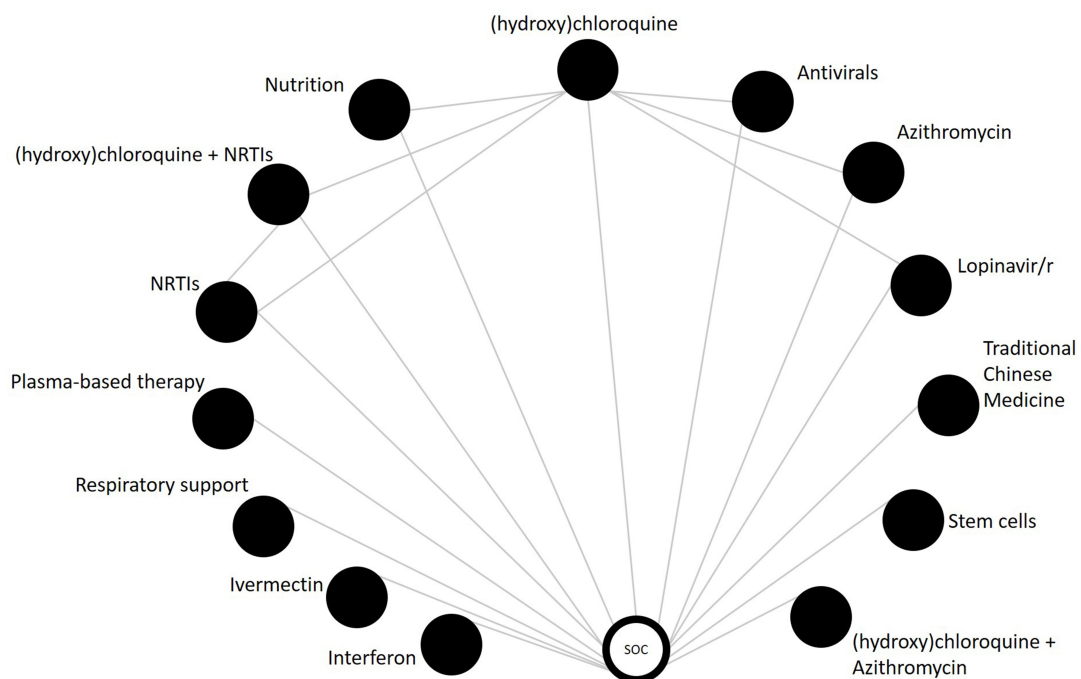 (hydroxy)chloroquine
Nutrition
Antivirals
Azithromycin
(hydroxy)chloroquine + NRTIs
Lopinavir/r
NRTIs
Traditional
Chinese
Medicine
Plasma-based therapy
Respiratory support
Stem cells
Ivermectin
(hydroxy)chloroquine +
Azithromycin
Interferon
SOC